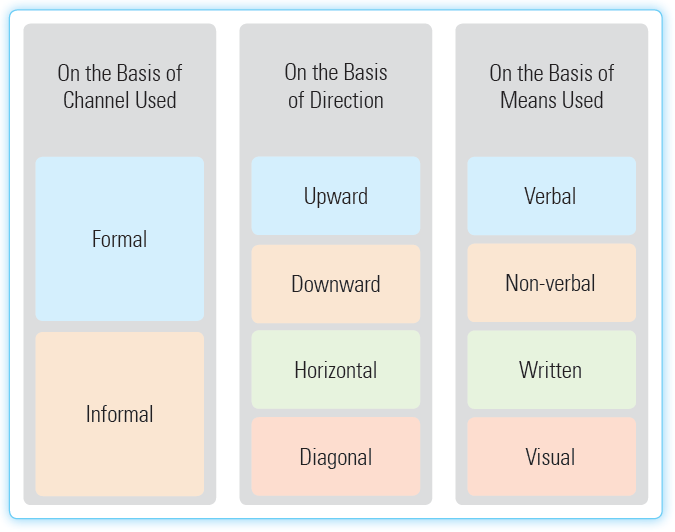 On the Basis of
Channel Used
Formal
Informal
On the Basis
of Direction
Upward
Downward
Horizontal
Diagonal
On the Basis of
Means Used
Verbal
Non-verbal
Written
Visual